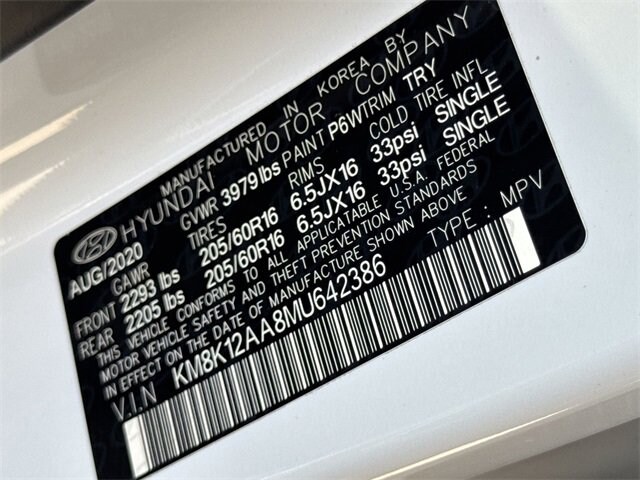 MANUFACTURED IN KOREA BY
HYUNDAI MOTOR COMPANY
AUG/2020 GVWR 3979 lbs PAINT P6W TRIM TRY
GAWR TIRES RIMS COLD TIRE INFL
FRONT 2293 lbs 205/60R16 6.5JX16 33psi SINGLE
REAR 2205 lbs 205/60R16 6.5JX16 33psi SINGLE
THIS VEHICLE CONFORMS TO ALL APPLICATABLE U.S.A. FEDERAL
MOTOR VEHICLE SAFETY AND THEFT PREVENTION STANDARDS
IN EFFECT ON THE DATE OF MANUFACTURE SHOWN ABOVE
V.I.N KM8K12AA8MU642386 TYPE : MPV